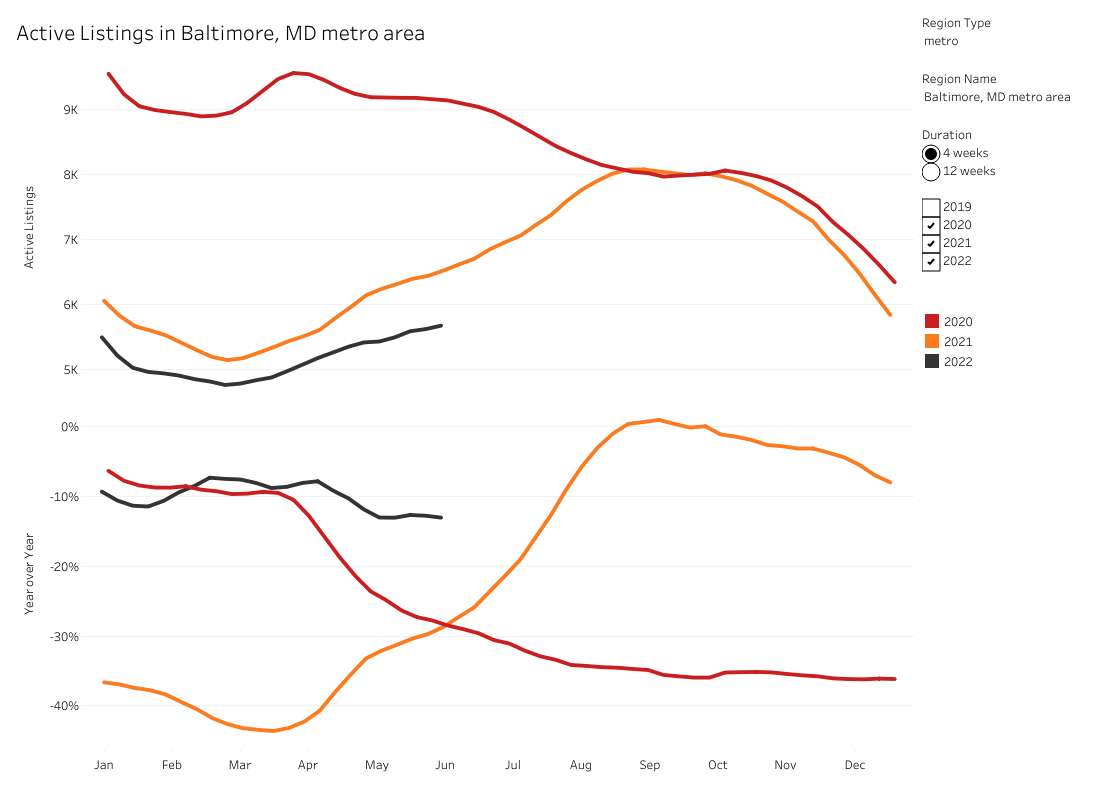 Active Listings in Baltimore, MD metro area
Region Type
metro
Region Name
Baltimore, MD metro area
Duration
4 weeks
12 weeks
2019
2020
2021
2022
2020
2021
2022
Active Listings
9K
8K
7K
6K
5K
Year over Year
0%
-10%
-20%
-30%
-40%
Jan Feb Mar Apr May Jun Jul Aug Sep Oct Nov Dec